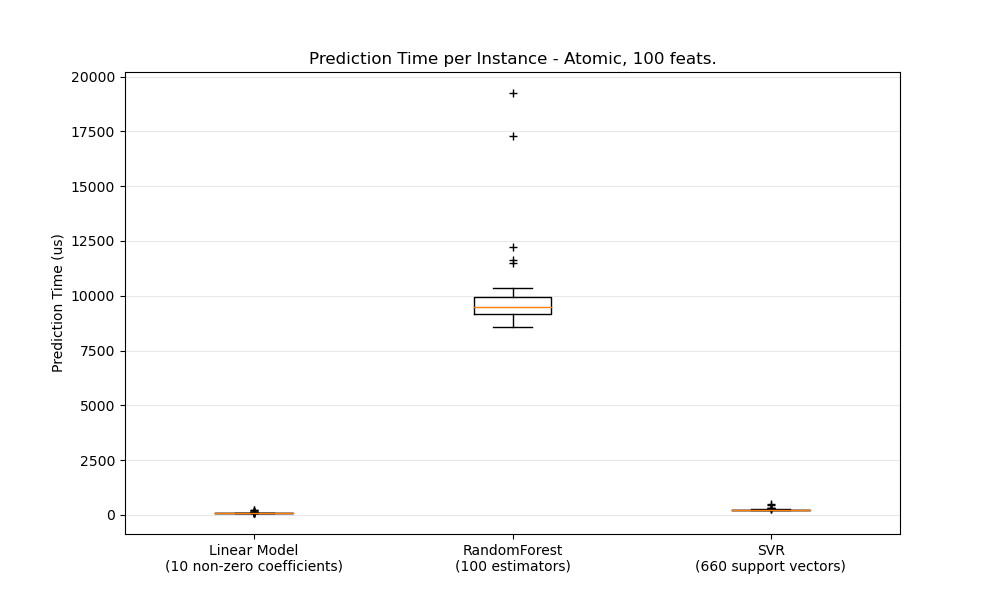 Prediction Time per Instance - Atomic, 100 feats.
Prediction Time (us)
20000
17500
15000
12500
10000
7500
5000
2500
0
Linear Model
(10 non-zero coefficients)
RandomForest
(100 estimators)
SVR
(660 support vectors)